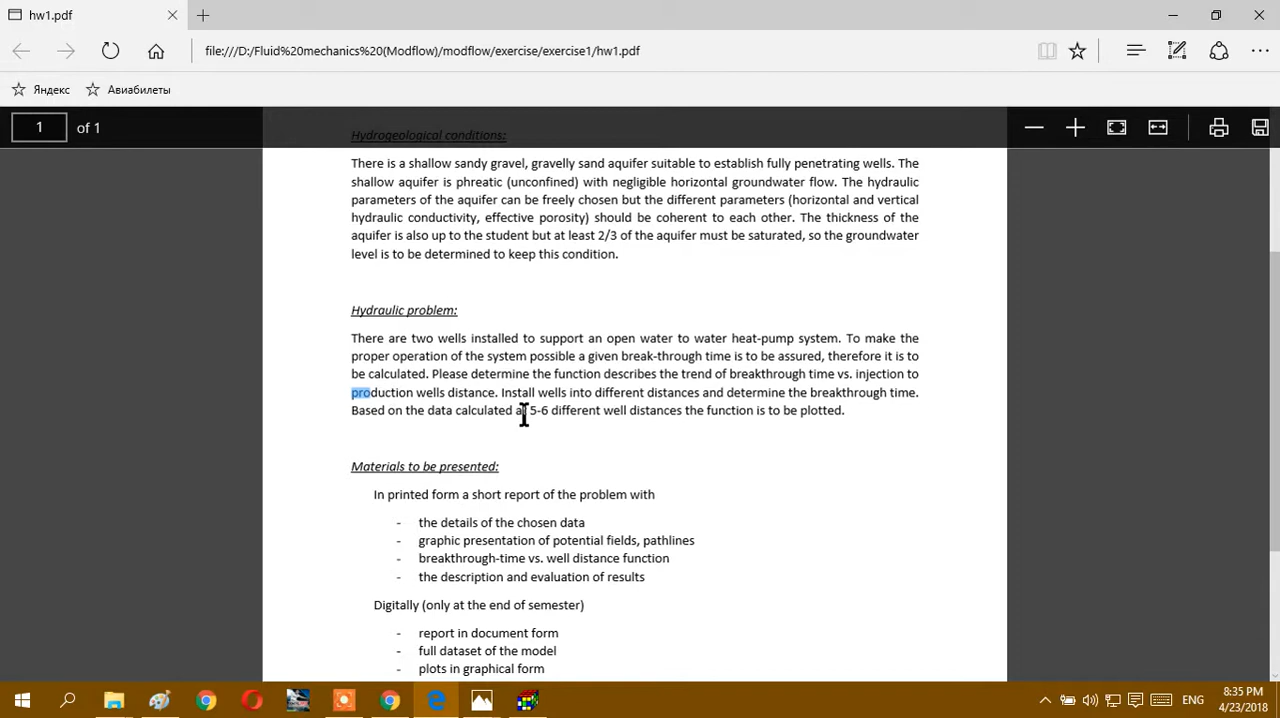 hw1.pdf
file:///D:/Fluid%20mechanics%20(Modflow)/modflow/exercise/exercise1/hw1.pdf
Яндекс
Авиабилеты
1 of 1
Hydrogeological conditions:
There is a shallow sandy gravel, gravelly sand aquifer suitable to establish fully penetrating wells. The
shallow aquifer is phreatic (unconfined) with negligible horizontal groundwater flow. The hydraulic
parameters of the aquifer can be freely chosen but the different parameters (horizontal and vertical
hydraulic conductivity, effective porosity) should be coherent to each other. The thickness of the
aquifer is also up to the student but at least 2/3 of the aquifer must be saturated, so the groundwater
level is to be determined to keep this condition.
Hydraulic problem:
There are two wells installed to support an open water to water heat-pump system. To make the
proper operation of the system possible a given break-through time is to be assured, therefore it is to
be calculated. Please determine the function describes the trend of breakthrough time vs. injection to
production wells distance. Install wells into different distances and determine the breakthrough time.
Based on the data calculated at 5-6 different well distances the function is to be plotted.
Materials to be presented:
In printed form a short report of the problem with
- the details of the chosen data
- graphic presentation of potential fields, pathlines
- breakthrough-time vs. well distance function
- the description and evaluation of results
Digitally (only at the end of semester)
- report in document form
- full dataset of the model
- plots in graphical form
ENG
8:35 PM
4/23/2018